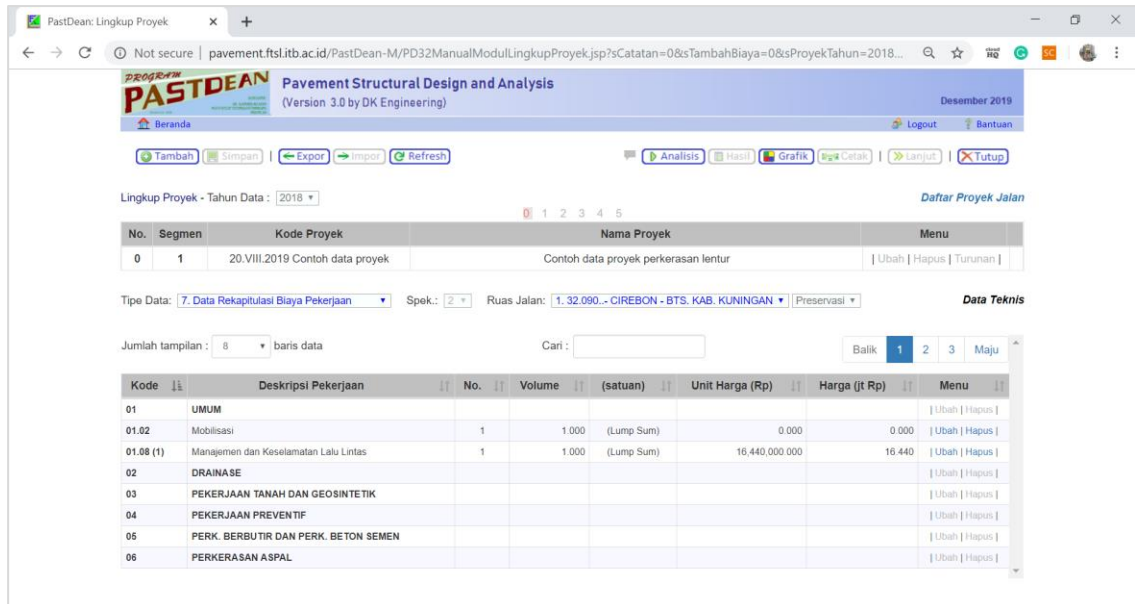 PastDean: Lingkup Proyek
Not secure | pavement.ftsl.itb.ac.id/PastDean-M/PD32ManualModulLingkupProyek.jsp?sCatatan=0&sTambahBiaya=0&sProyekTahun=2018...
PROGRAM
PASTDEAN
Pavement Structural Design and Analysis
(Version 3.0 by DK Engineering)
Desember 2019
Beranda Logout Bantuan
Tambah Simpan | Expor Impor Refresh Analisis Hasil Grafik Cetak | Lanjut | Tutup
Lingkup Proyek - Tahun Data : 2018 Daftar Proyek Jalan
0 1 2 3 4 5
No. Segmen Kode Proyek Nama Proyek Menu
0 1 20.VIII.2019 Contoh data proyek Contoh data proyek perkerasan lentur | Ubah | Hapus | Turunan |
Tipe Data: 7. Data Rekapitulasi Biaya Pekerjaan Spek.: 2 Ruas Jalan: 1. 32.090..- CIREBON - BTS. KAB. KUNINGAN Preservasi Data Teknis
Jumlah tampilan : 8 baris data Cari : Balik 1 2 3 Maju
Kode Deskripsi Pekerjaan No. Volume (satuan) Unit Harga (Rp) Harga (jt Rp) Menu
01 UMUM | Ubah | Hapus |
01.02 Mobilisasi 1 1.000 (Lump Sum) 0.000 0.000 | Ubah | Hapus |
01.08 (1) Manajemen dan Keselamatan Lalu Lintas 1 1.000 (Lump Sum) 16,440,000.000 16.440 | Ubah | Hapus |
02 DRAINASE | Ubah | Hapus |
03 PEKERJAAN TANAH DAN GEOSINTETIK | Ubah | Hapus |
04 PEKERJAAN PREVENTIF | Ubah | Hapus |
05 PERK. BERBUTIR DAN PERK. BETON SEMEN | Ubah | Hapus |
06 PERKERASAN ASPAL | Ubah | Hapus |